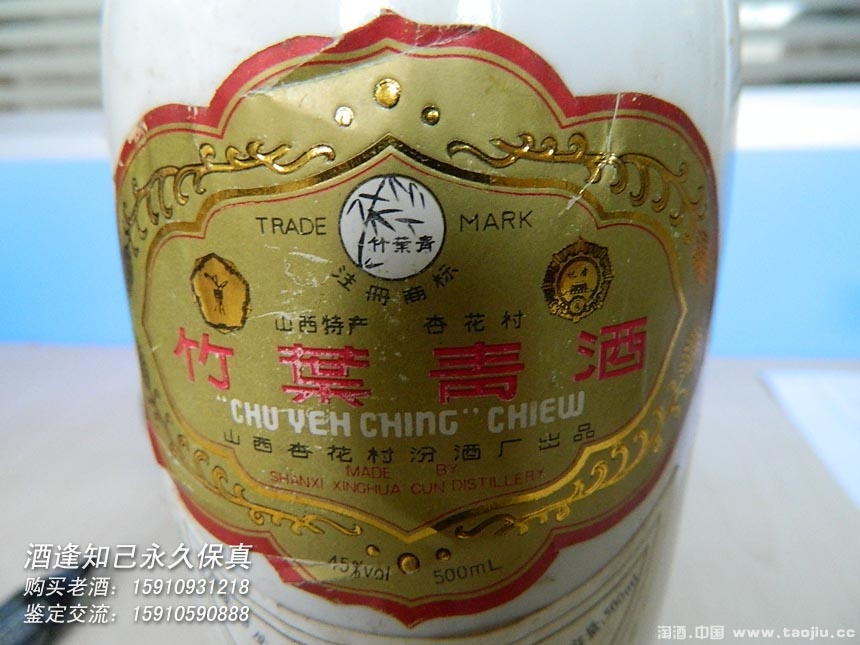 TRADE MARK
竹葉青
注册商标
山西特产 杏花村
竹葉青酒
"CHU YEH CHING" CHIEW
山西杏花村汾酒厂出品
MADE BY
SHANXI XINGHUA CUN DISTILLERY
45%vol 500mL
酒逢知己永久保真
购买老酒：15910931218
鉴定交流：15910590888
淘酒.中国 www.taojiu.cc